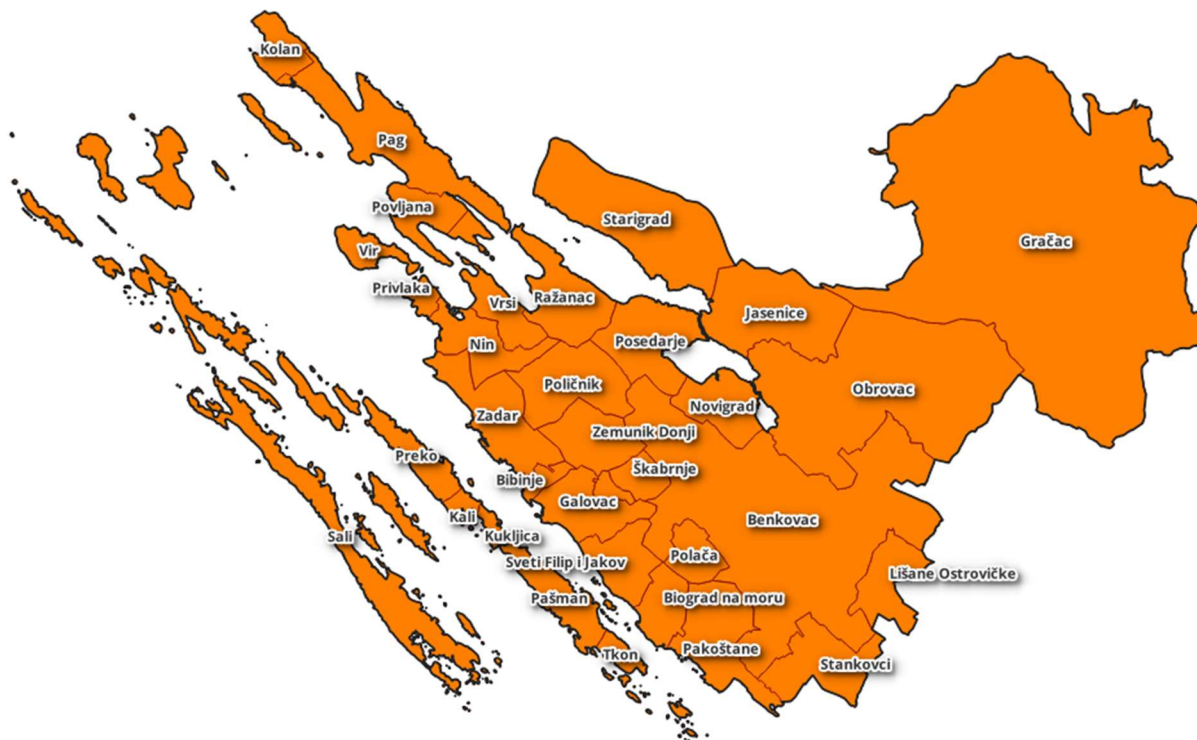 Kolan
Pag
Povljana
Starigrad
Gračac
Vir
Privlaka
Vrsi
Ražanac
Jasenice
Nin
Posedarje
Poličnik
Obrovac
Zadar
Novigrad
Zemunik Donji
Preko
Škabrnje
Bibinje
Galovac
Kali
Benkovac
Sali
Kukljica
Polača
Sveti Filip i Jakov
Lišane Ostrovičke
Pašman
Biograd na moru
Tkon
Pakoštane
Stankovci